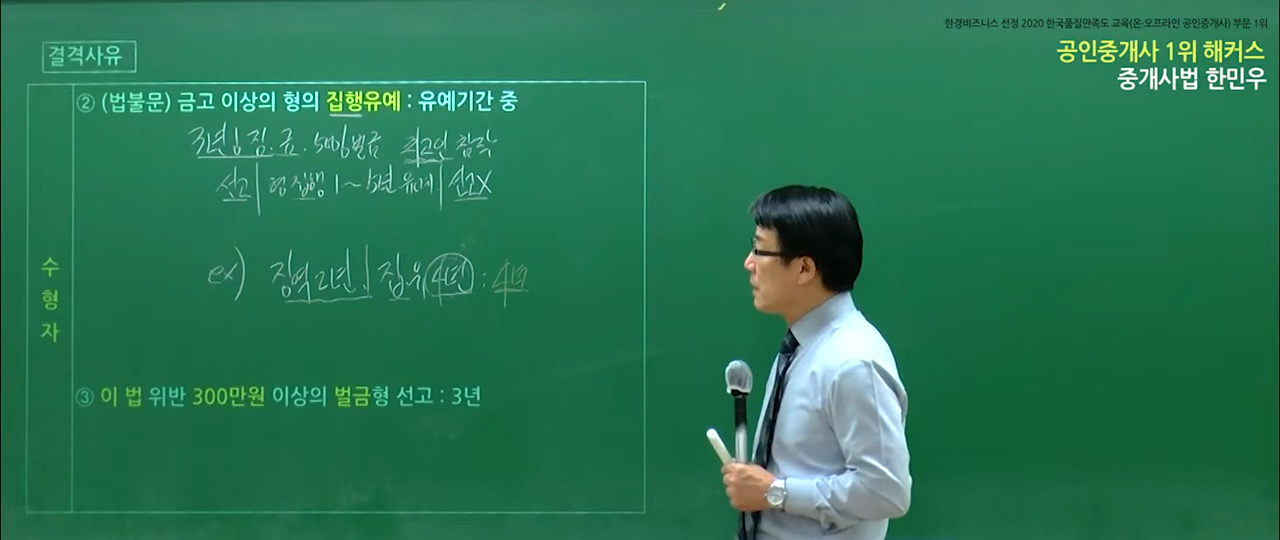 한경비즈니스 선정 2020 한국품질만족도 교육(온·오프라인 공인중개사) 부문 1위
공인중개사 1위 해커스
중개사법 한민우
결격사유
수형자
② (법불문) 금고 이상의 형의 집행유예 : 유예기간 중
3년↓ 징.금. 벌금 참작
선고 형 집행 1~5년 유예 선고X
ex) 징역2년↓ 집유 4년 : 4년
③ 이 법 위반 300만원 이상의 벌금형 선고 : 3년